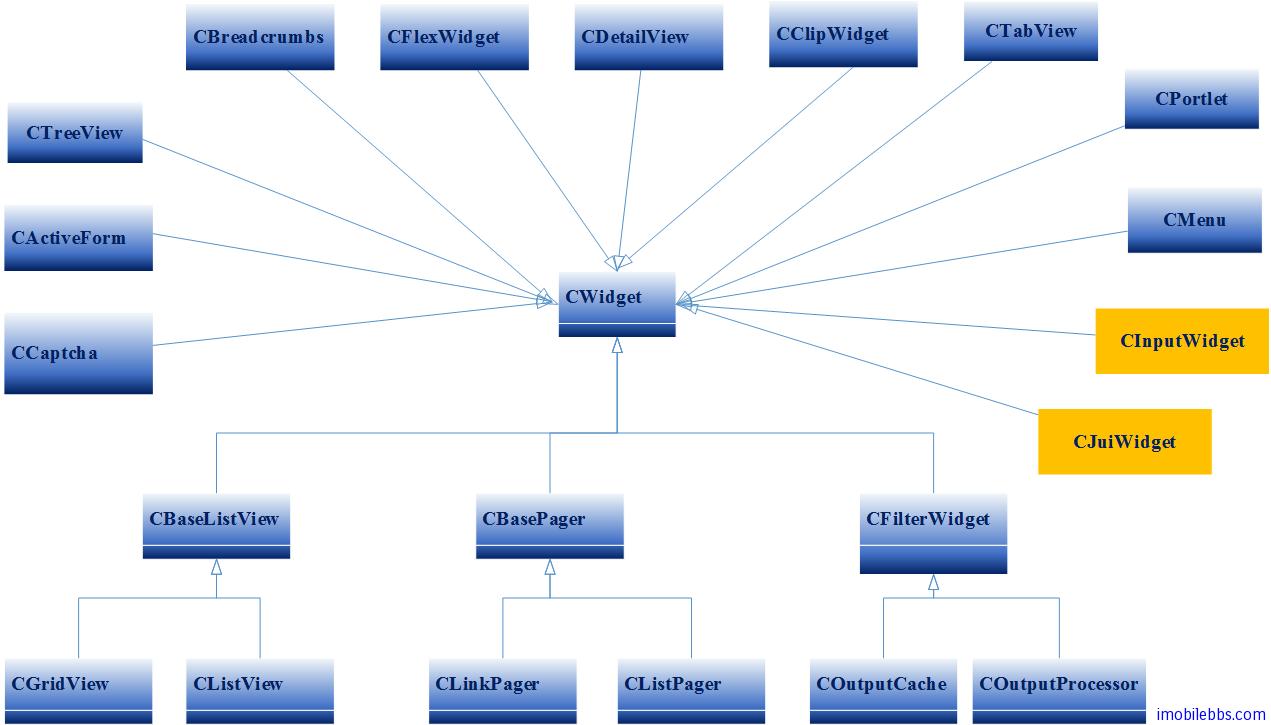 CBreadcrumbs
CFlexWidget
CDetailView
CClipWidget
CTabView
CTreeView
CPortlet
CActiveForm
CMenu
CWidget
CCaptcha
CInputWidget
CJuiWidget
CBaseListView
CBasePager
CFilterWidget
CGridView
CListView
CLinkPager
CListPager
COutputCache
COutputProcessor
imobilebbs.com